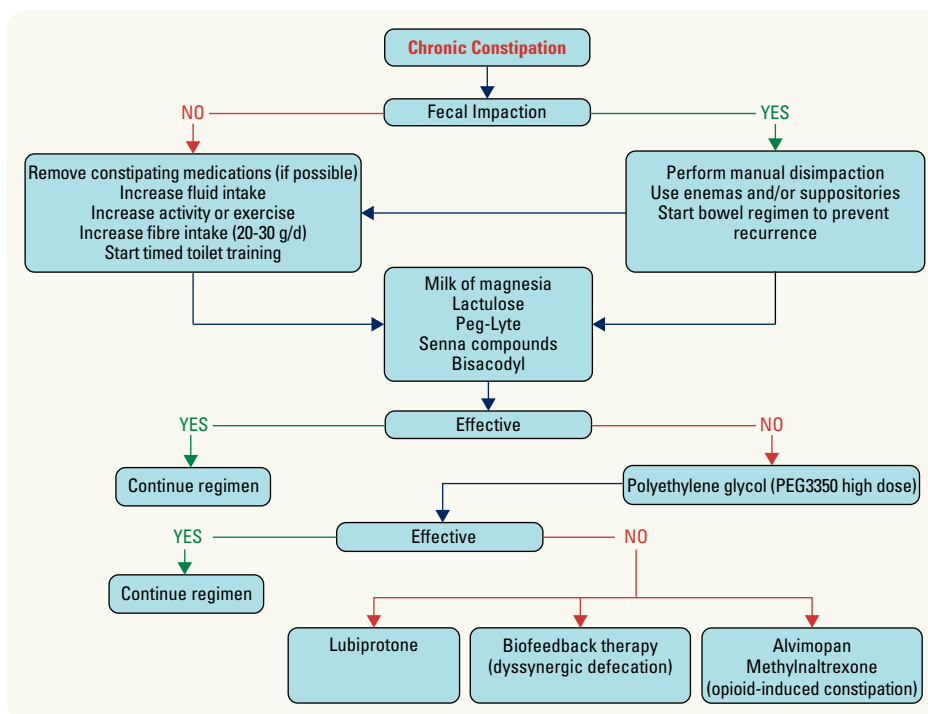 Chronic Constipation
Fecal Impaction
NO
YES
Remove constipating medications (if possible)
Increase fluid intake
Increase activity or exercise
Increase fibre intake (20-30 g/d)
Start timed toilet training
Perform manual disimpaction
Use enemas and/or suppositories
Start bowel regimen to prevent
recurrence
Milk of magnesia
Lactulose
Peg-Lyte
Senna compounds
Bisacodyl
YES
Effective
NO
Continue regimen
Polyethylene glycol (PEG3350 high dose)
YES
Effective
NO
Continue regimen
Lubiprotone
Biofeedback therapy
(dyssynergic defecation)
Alvimopan
Methylnaltrexone
(opioid-induced constipation)